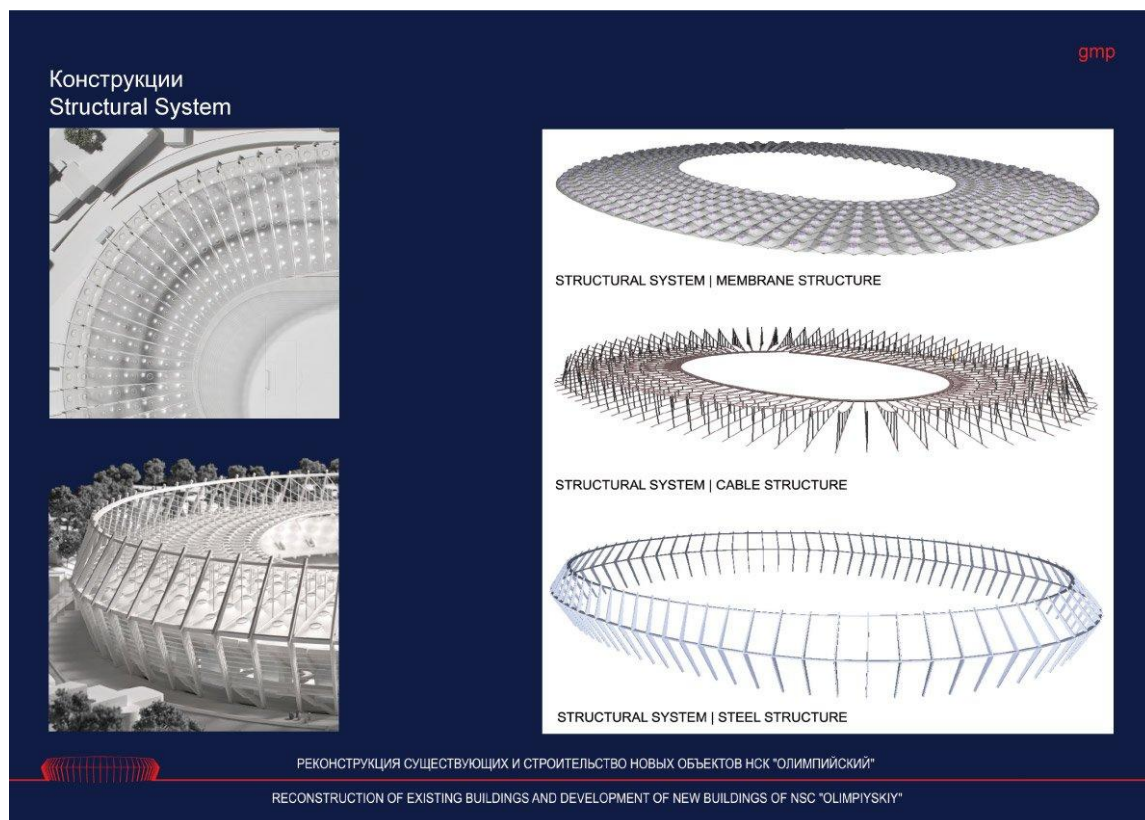 gmp
Конструкции
Structural System
STRUCTURAL SYSTEM | MEMBRANE STRUCTURE
STRUCTURAL SYSTEM | CABLE STRUCTURE
STRUCTURAL SYSTEM | STEEL STRUCTURE
РЕКОНСТРУКЦИЯ СУЩЕСТВУЮЩИХ И СТРОИТЕЛЬСТВО НОВЫХ ОБЪЕКТОВ НСК "ОЛИМПИЙСКИЙ"
RECONSTRUCTION OF EXISTING BUILDINGS AND DEVELOPMENT OF NEW BUILDINGS OF NSC "OLIMPIYSKIY"